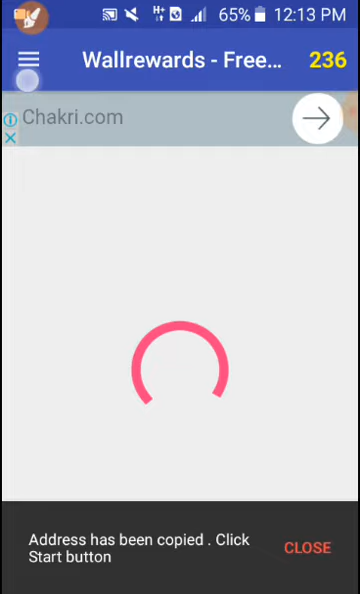 H+ 65% 12:13 PM
Wallrewards - Free... 236
Chakri.com
Address has been copied . Click
Start button
CLOSE